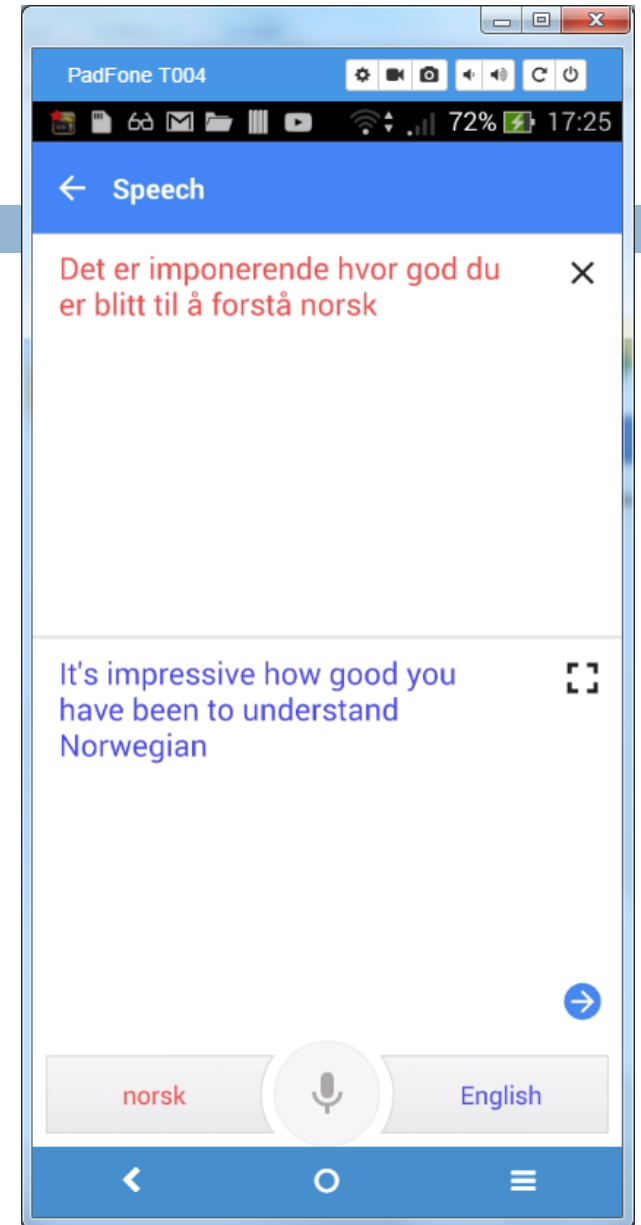 PadFone T004
72% 17:25
Speech
Det er imponerende hvor god du
er blitt til å forstå norsk
It's impressive how good you
have been to understand
Norwegian
norsk English